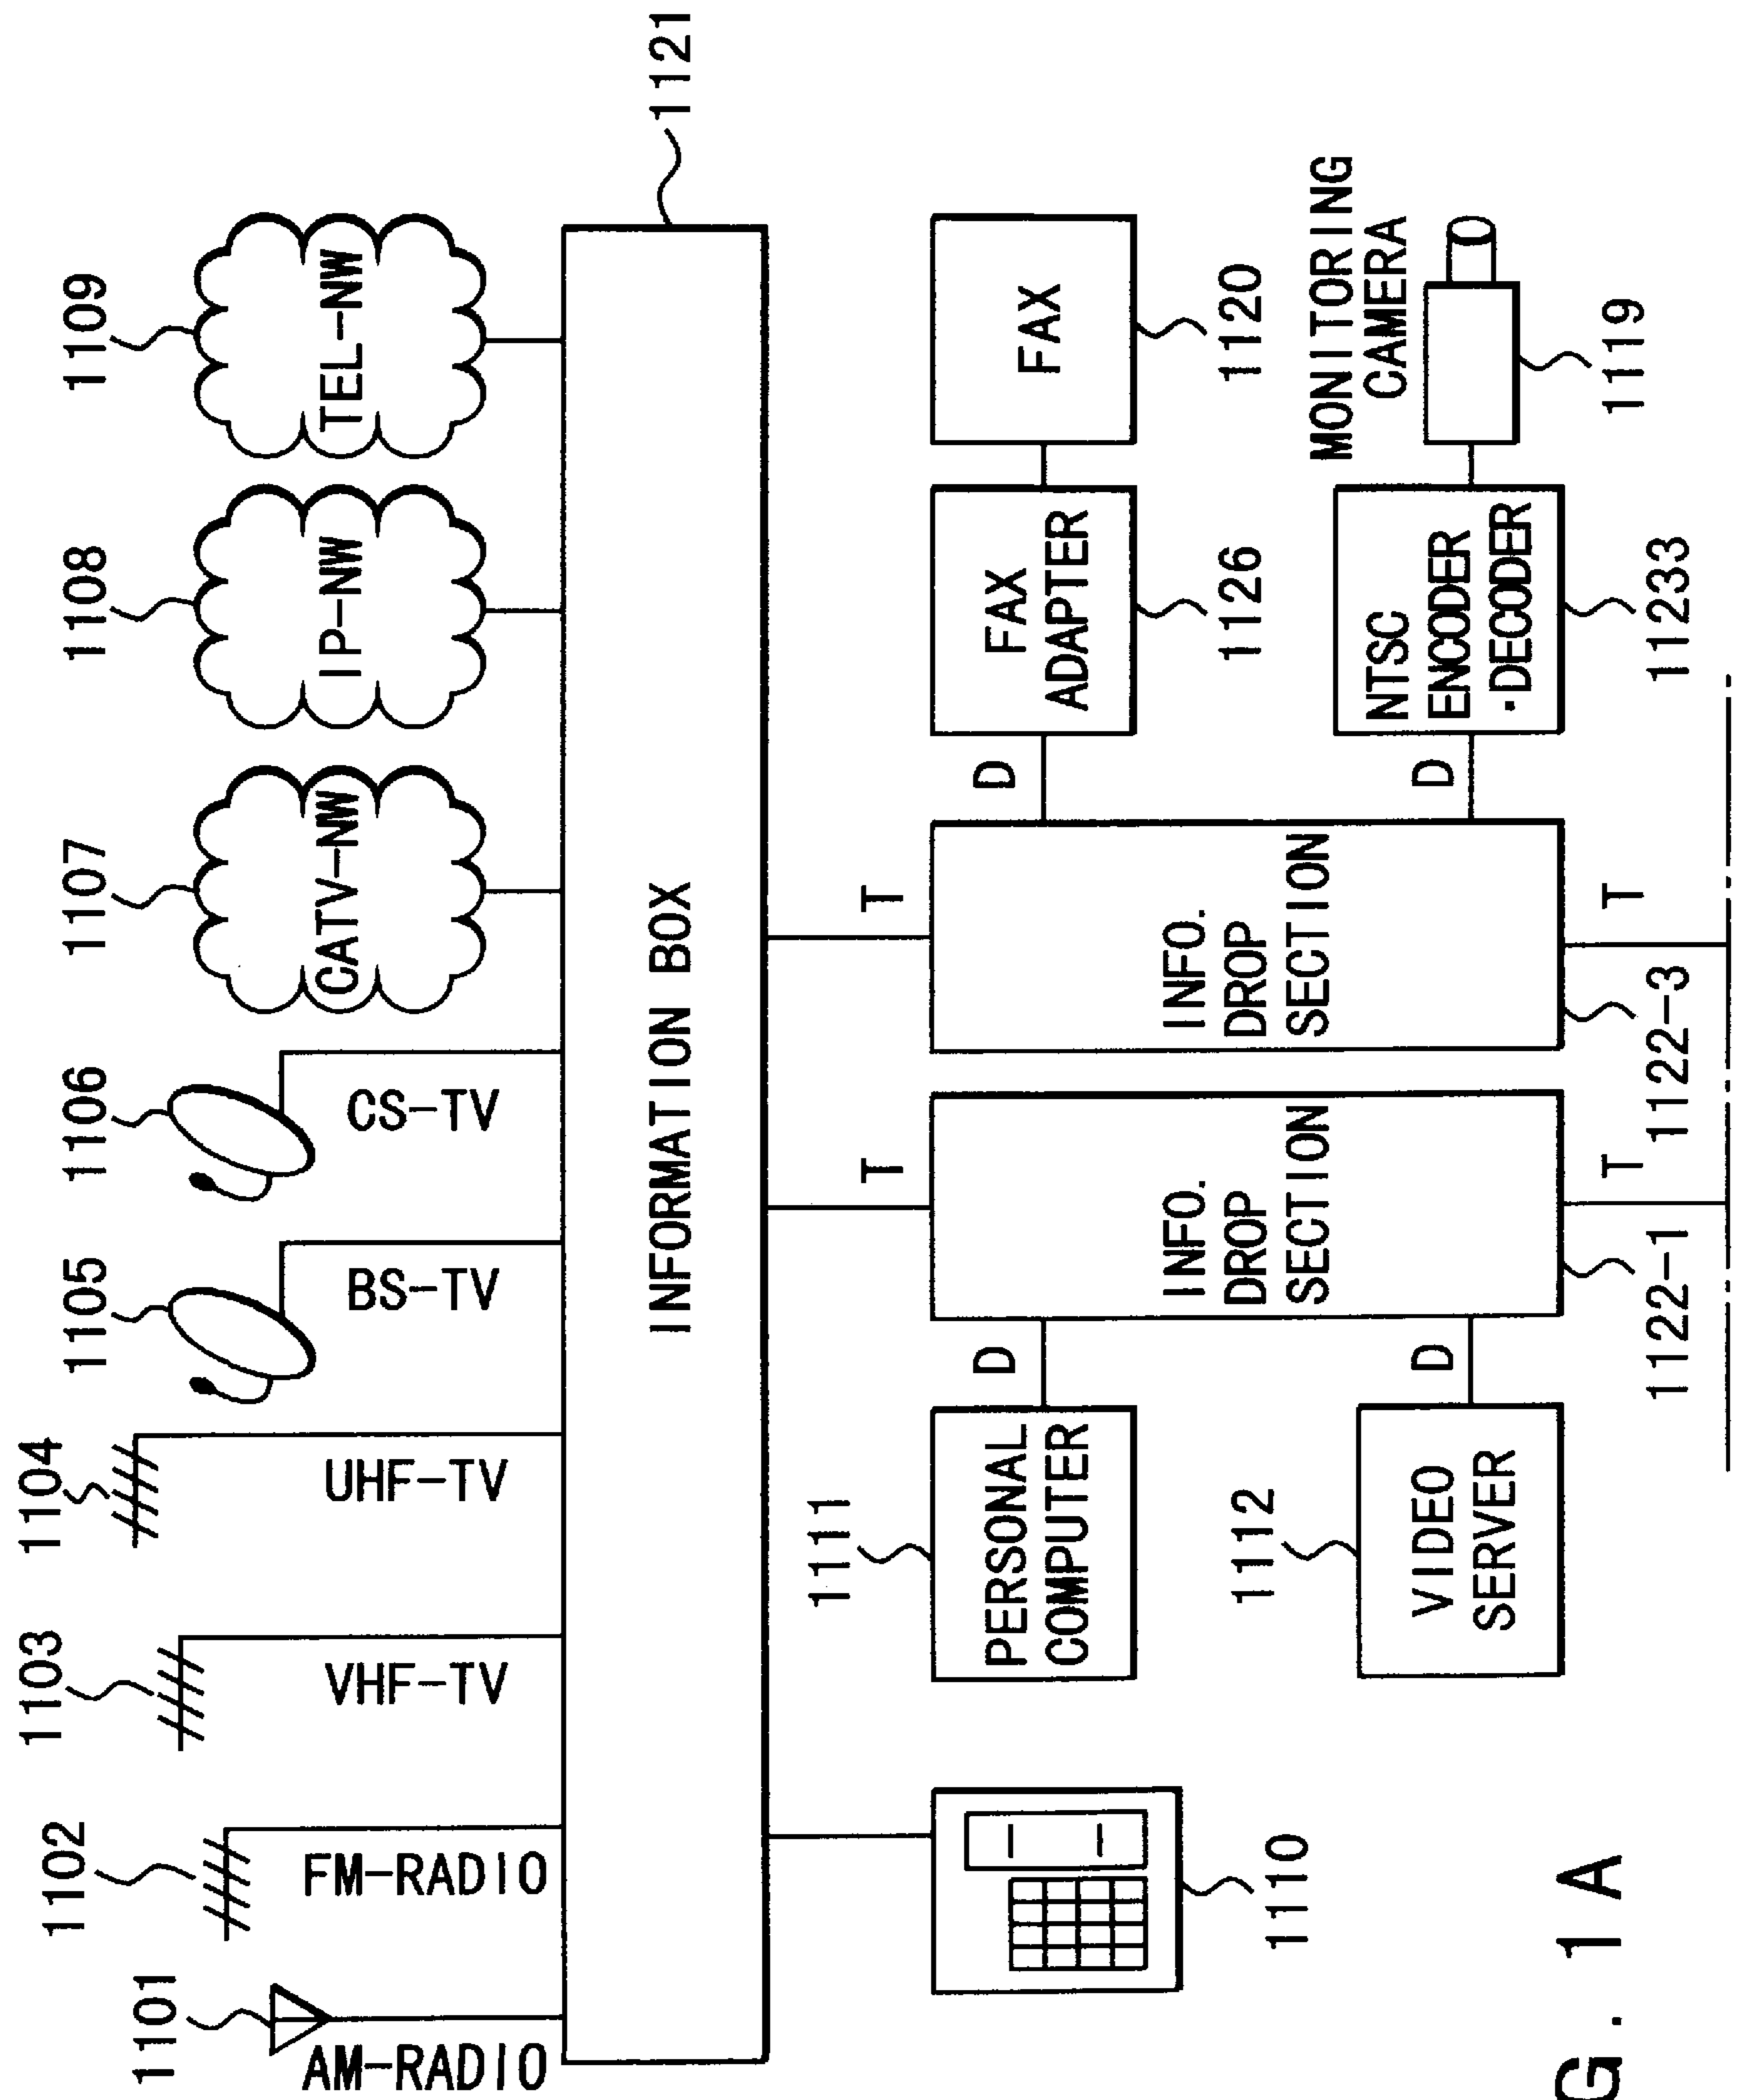 1101
1102
1103
1104
1105
1106
1107
1108
1109
AM-RADIO
FM-RADIO
VHF-TV
UHF-TV
BS-TV
CS-TV
CATV-NW
IP-NW
TEL-NW
INFORMATION BOX
1121
T
T
1110
1111
PERSONAL
COMPUTER
D
INFO.
DROP
SECTION
INFO.
DROP
SECTION
D
FAX
ADAPTER
1126
FAX
1120
1112
VIDEO
SERVER
D
1122-1
T
1122-3
T
D
NTSC
ENCODER
·DECODER
11233
MONITORING
CAMERA
1119
G. 1A